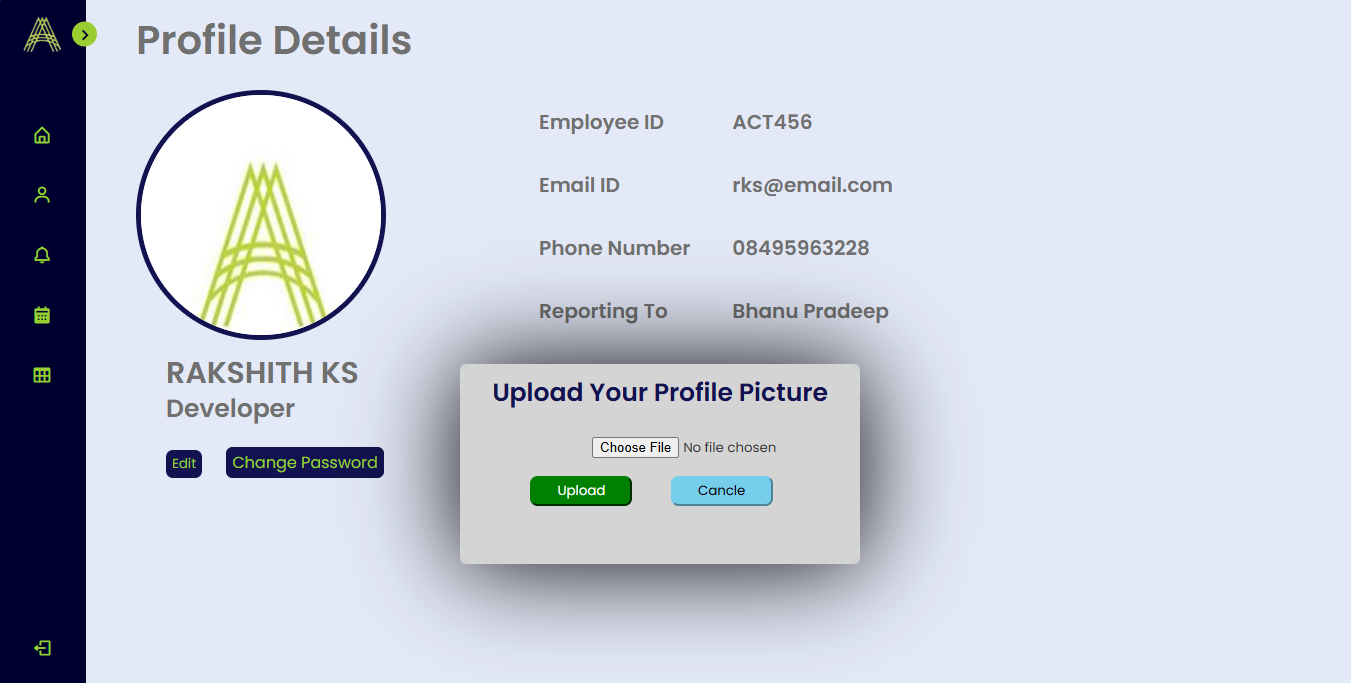 Profile Details
Employee ID ACT456
Email ID rks@email.com
Phone Number 08495963228
Reporting To Bhanu Pradeep
RAKSHITH KS
Developer
Edit Change Password
Upload Your Profile Picture
Choose File No file chosen
Upload Cancle